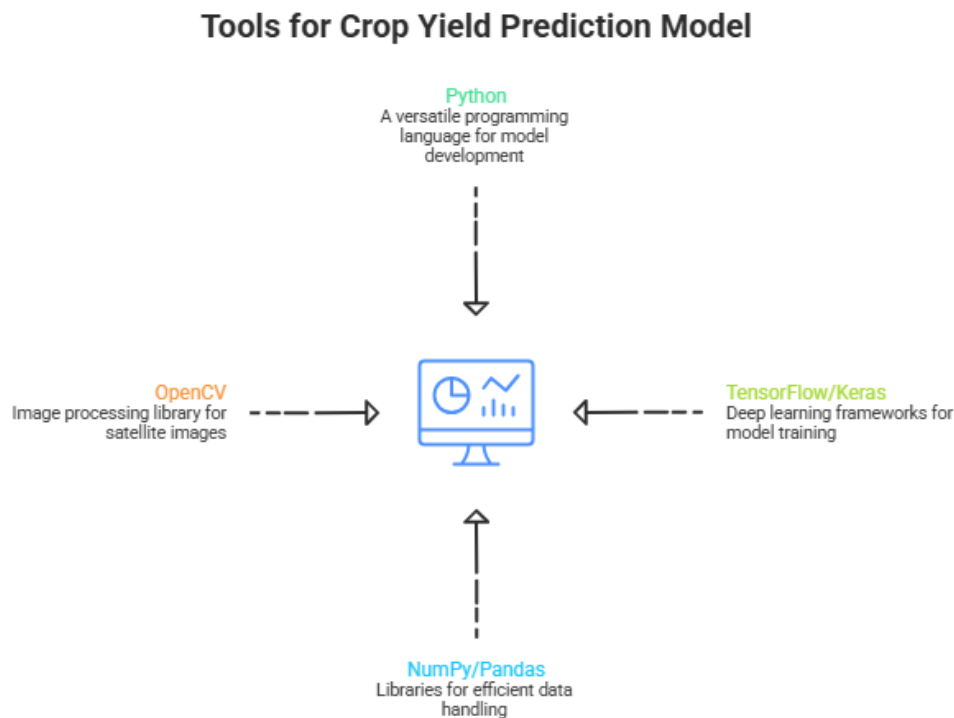 Tools for Crop Yield Prediction Model
Python
A versatile programming
language for model
development
OpenCV
Image processing library for
satellite images
TensorFlow/Keras
Deep learning frameworks for
model training
NumPy/Pandas
Libraries for efficient data
handling